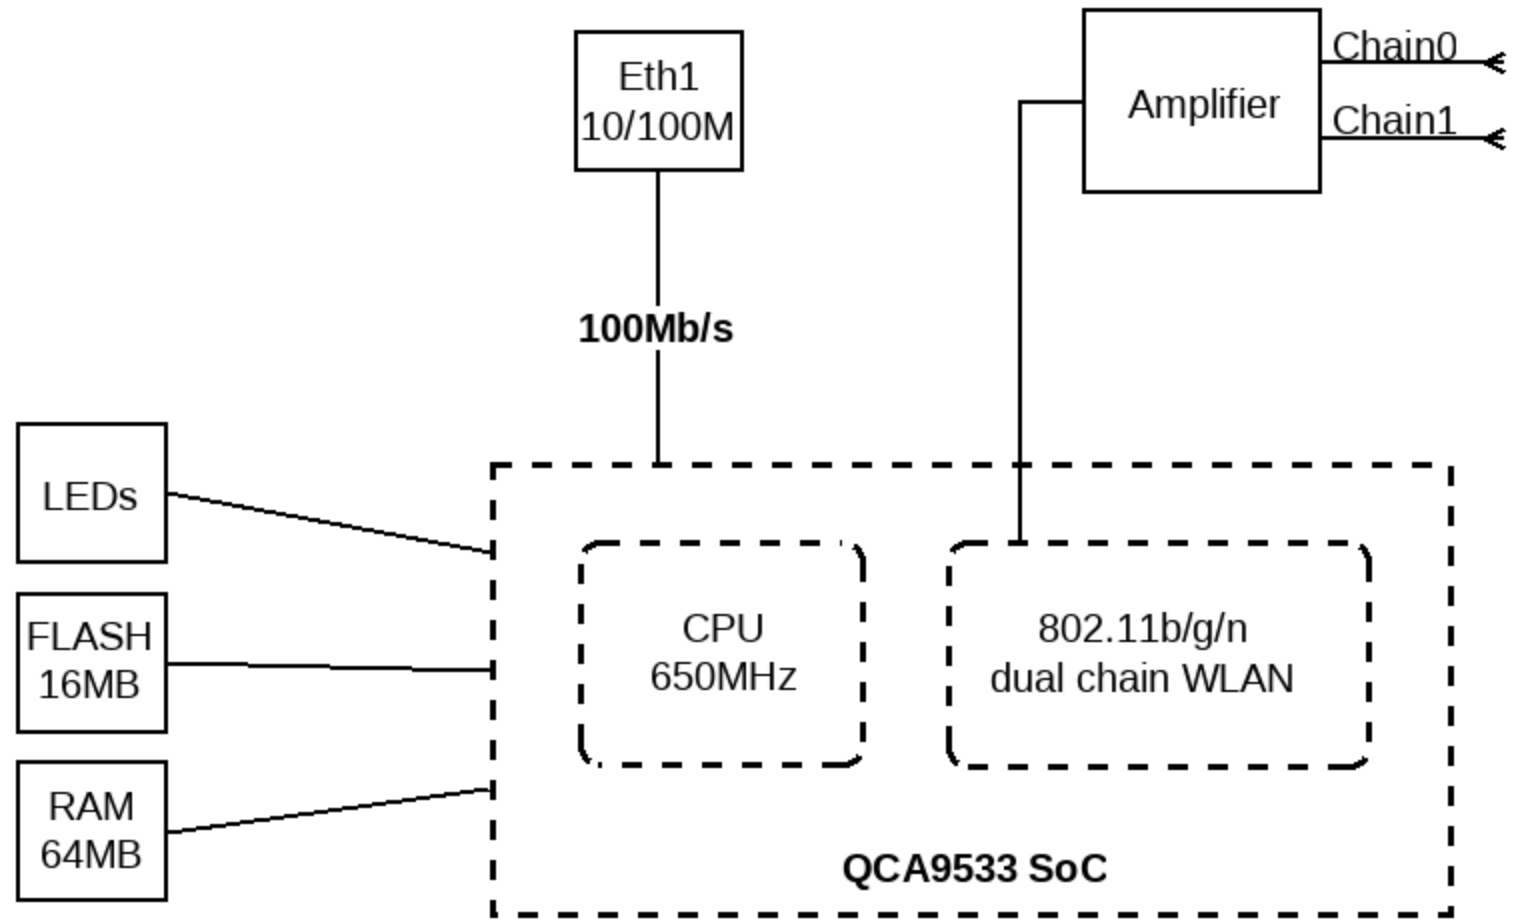 Eth1
10/100M
Amplifier
Chain0
Chain1
100Mb/s
LEDs
FLASH
16MB
RAM
64MB
CPU
650MHz
802.11b/g/n
dual chain WLAN
QCA9533 SoC